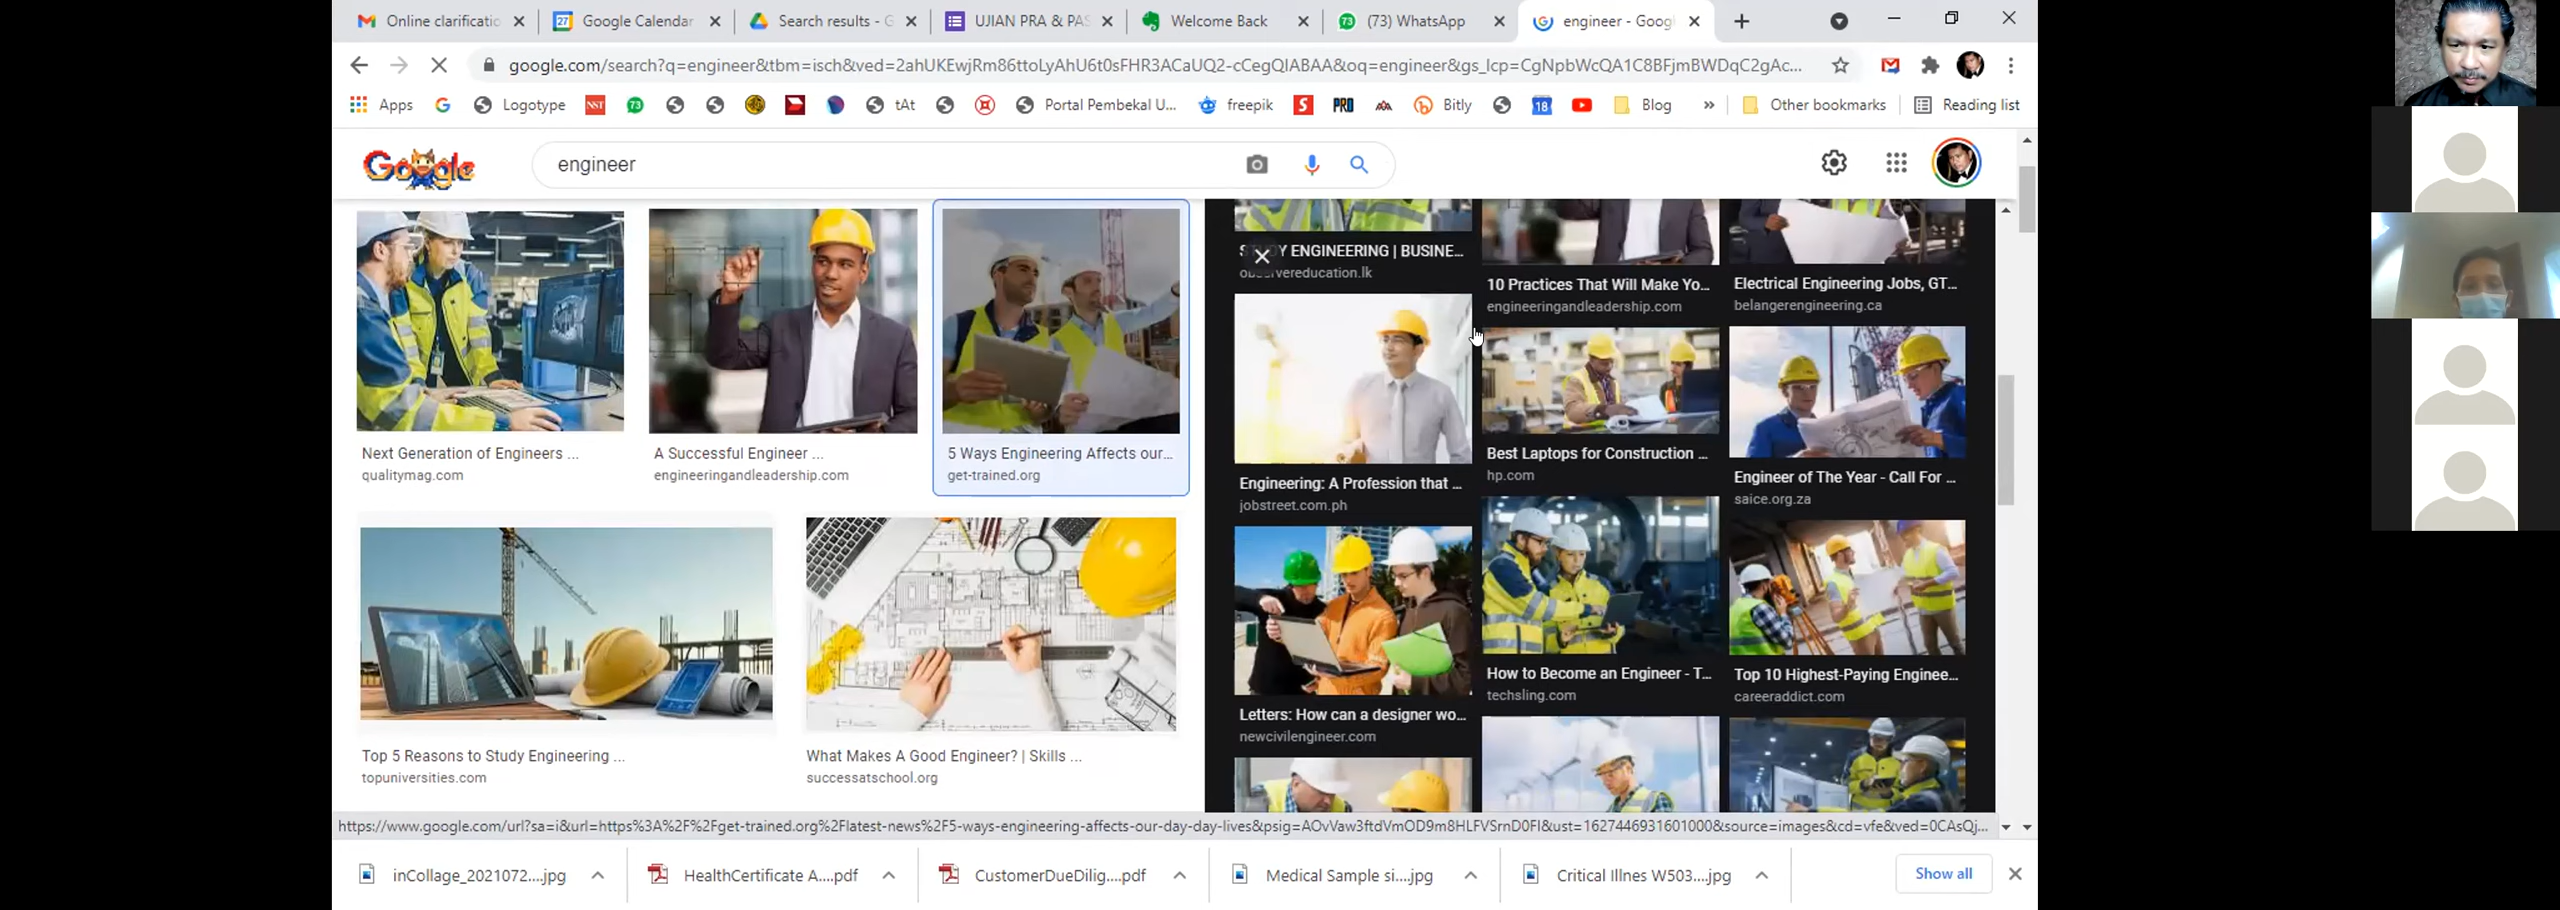 Online clarificatio
Google Calendar
Search results - G
UJIAN PRA & PAS
Welcome Back
(73) WhatsApp
engineer - Goog
google.com/search?q=engineer&tbm=isch&ved=2ahUKEwjRm86ttoLyAhU6t0sFHR3ACaUQ2-cCegQIABAA&oq=engineer&gs_lcp=CgNpbWcQA1C8BFjmBWDqC2gAc...
Apps
Logotype
NST
73
tAt
Portal Pembekal U...
freepik
S
PRO
Bitly
18
Blog
»
Other bookmarks
Reading list
Google
engineer
Next Generation of Engineers ...
qualitymag.com
A Successful Engineer ...
engineeringandleadership.com
5 Ways Engineering Affects our...
get-trained.org
Top 5 Reasons to Study Engineering ...
topuniversities.com
What Makes A Good Engineer? | Skills ...
successatschool.org
STUDY ENGINEERING | BUSINE...
observereducation.lk
10 Practices That Will Make Yo...
engineeringandleadership.com
Electrical Engineering Jobs, GT...
belangerengineering.ca
Engineering: A Profession that ...
jobstreet.com.ph
Best Laptops for Construction ...
hp.com
Engineer of The Year - Call For ...
saice.org.za
Letters: How can a designer wo...
newcivilengineer.com
How to Become an Engineer - T...
techsling.com
Top 10 Highest-Paying Enginee...
careeraddict.com
https://www.google.com/url?sa=i&url=https%3A%2F%2Fget-trained.org%2Flatest-news%2F5-ways-engineering-affects-our-day-day-lives&psig=AOvVaw3ftdVmOD9m8HLFVSrnD0FI&ust=1627446931601000&source=images&cd=vfe&ved=0CAsQj...
inCollage_2021072....jpg
HealthCertificate A....pdf
CustomerDueDilig....pdf
Medical Sample si....jpg
Critical Illnes W503....jpg
Show all